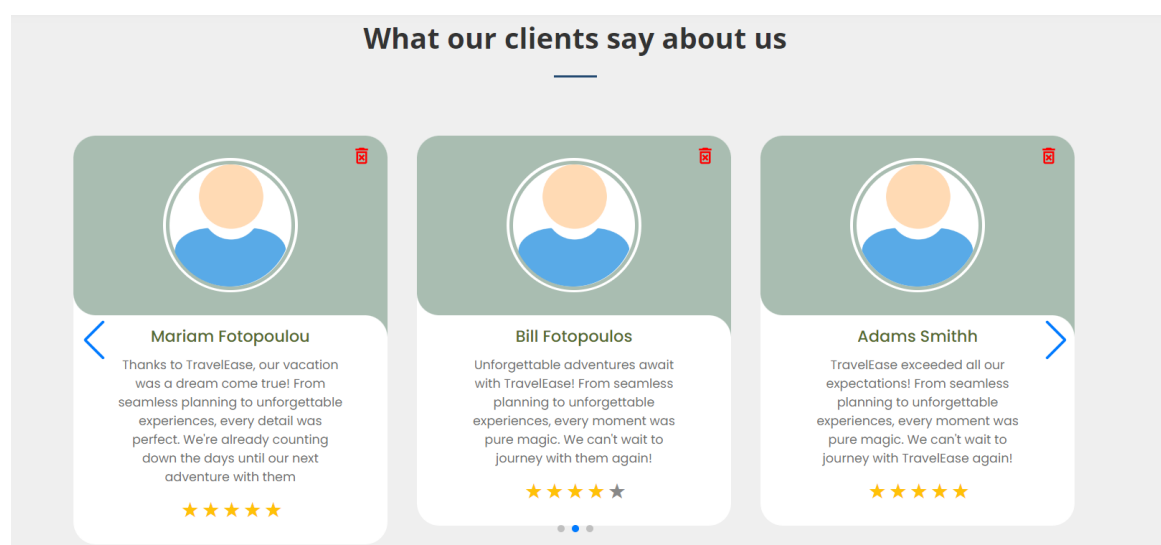 What our clients say about us
Mariam Fotopoulou
Thanks to TravelEase, our vacation
was a dream come true! From
seamless planning to unforgettable
experiences, every detail was
perfect. We're already counting
down the days until our next
adventure with them
Bill Fotopoulos
Unforgettable adventures await
with TravelEase! From seamless
planning to unforgettable
experiences, every moment was
pure magic. We can't wait to
journey with them again!
Adams Smithh
TravelEase exceeded all our
expectations! From seamless
planning to unforgettable
experiences, every moment was
pure magic. We can't wait to
journey with TravelEase again!